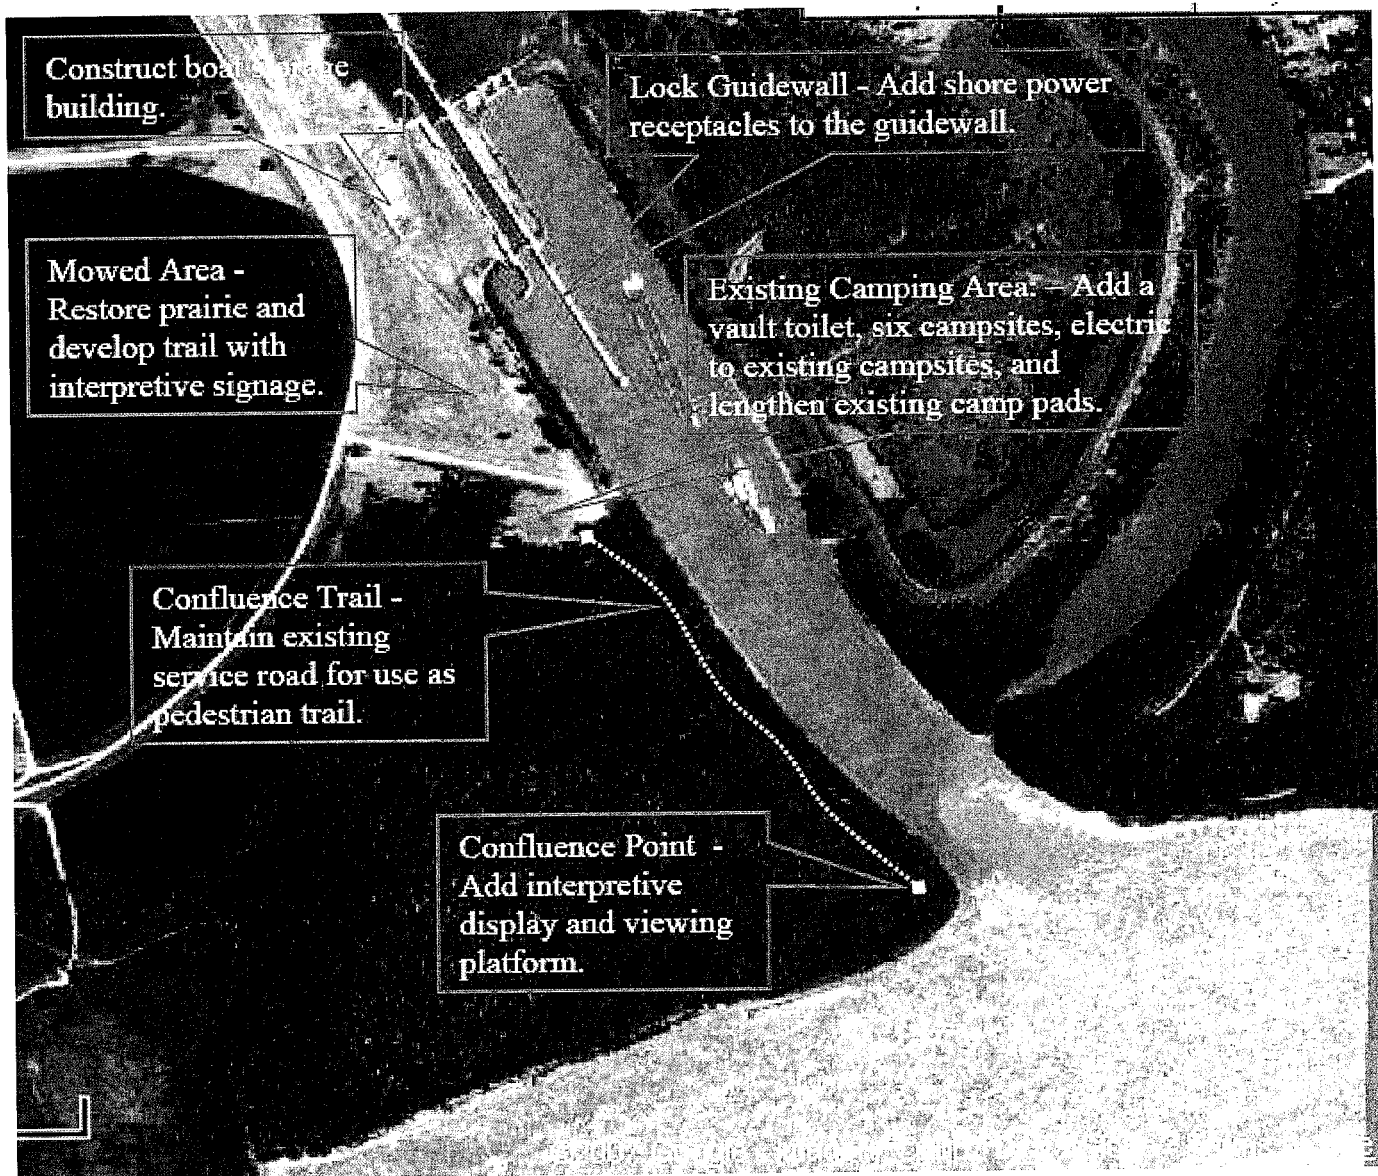 Construct boat storage
building.
Lock Guidewall - Add shore power
receptacles to the guidewall.
Mowed Area -
Restore prairie and
develop trail with
interpretive signage.
Existing Camping Area: – Add a
vault toilet, six campsites, electric
to existing campsites, and
lengthen existing camp pads.
Confluence Trail -
Maintain existing
service road for use as
pedestrian trail.
Confluence Point -
Add interpretive
display and viewing
platform.